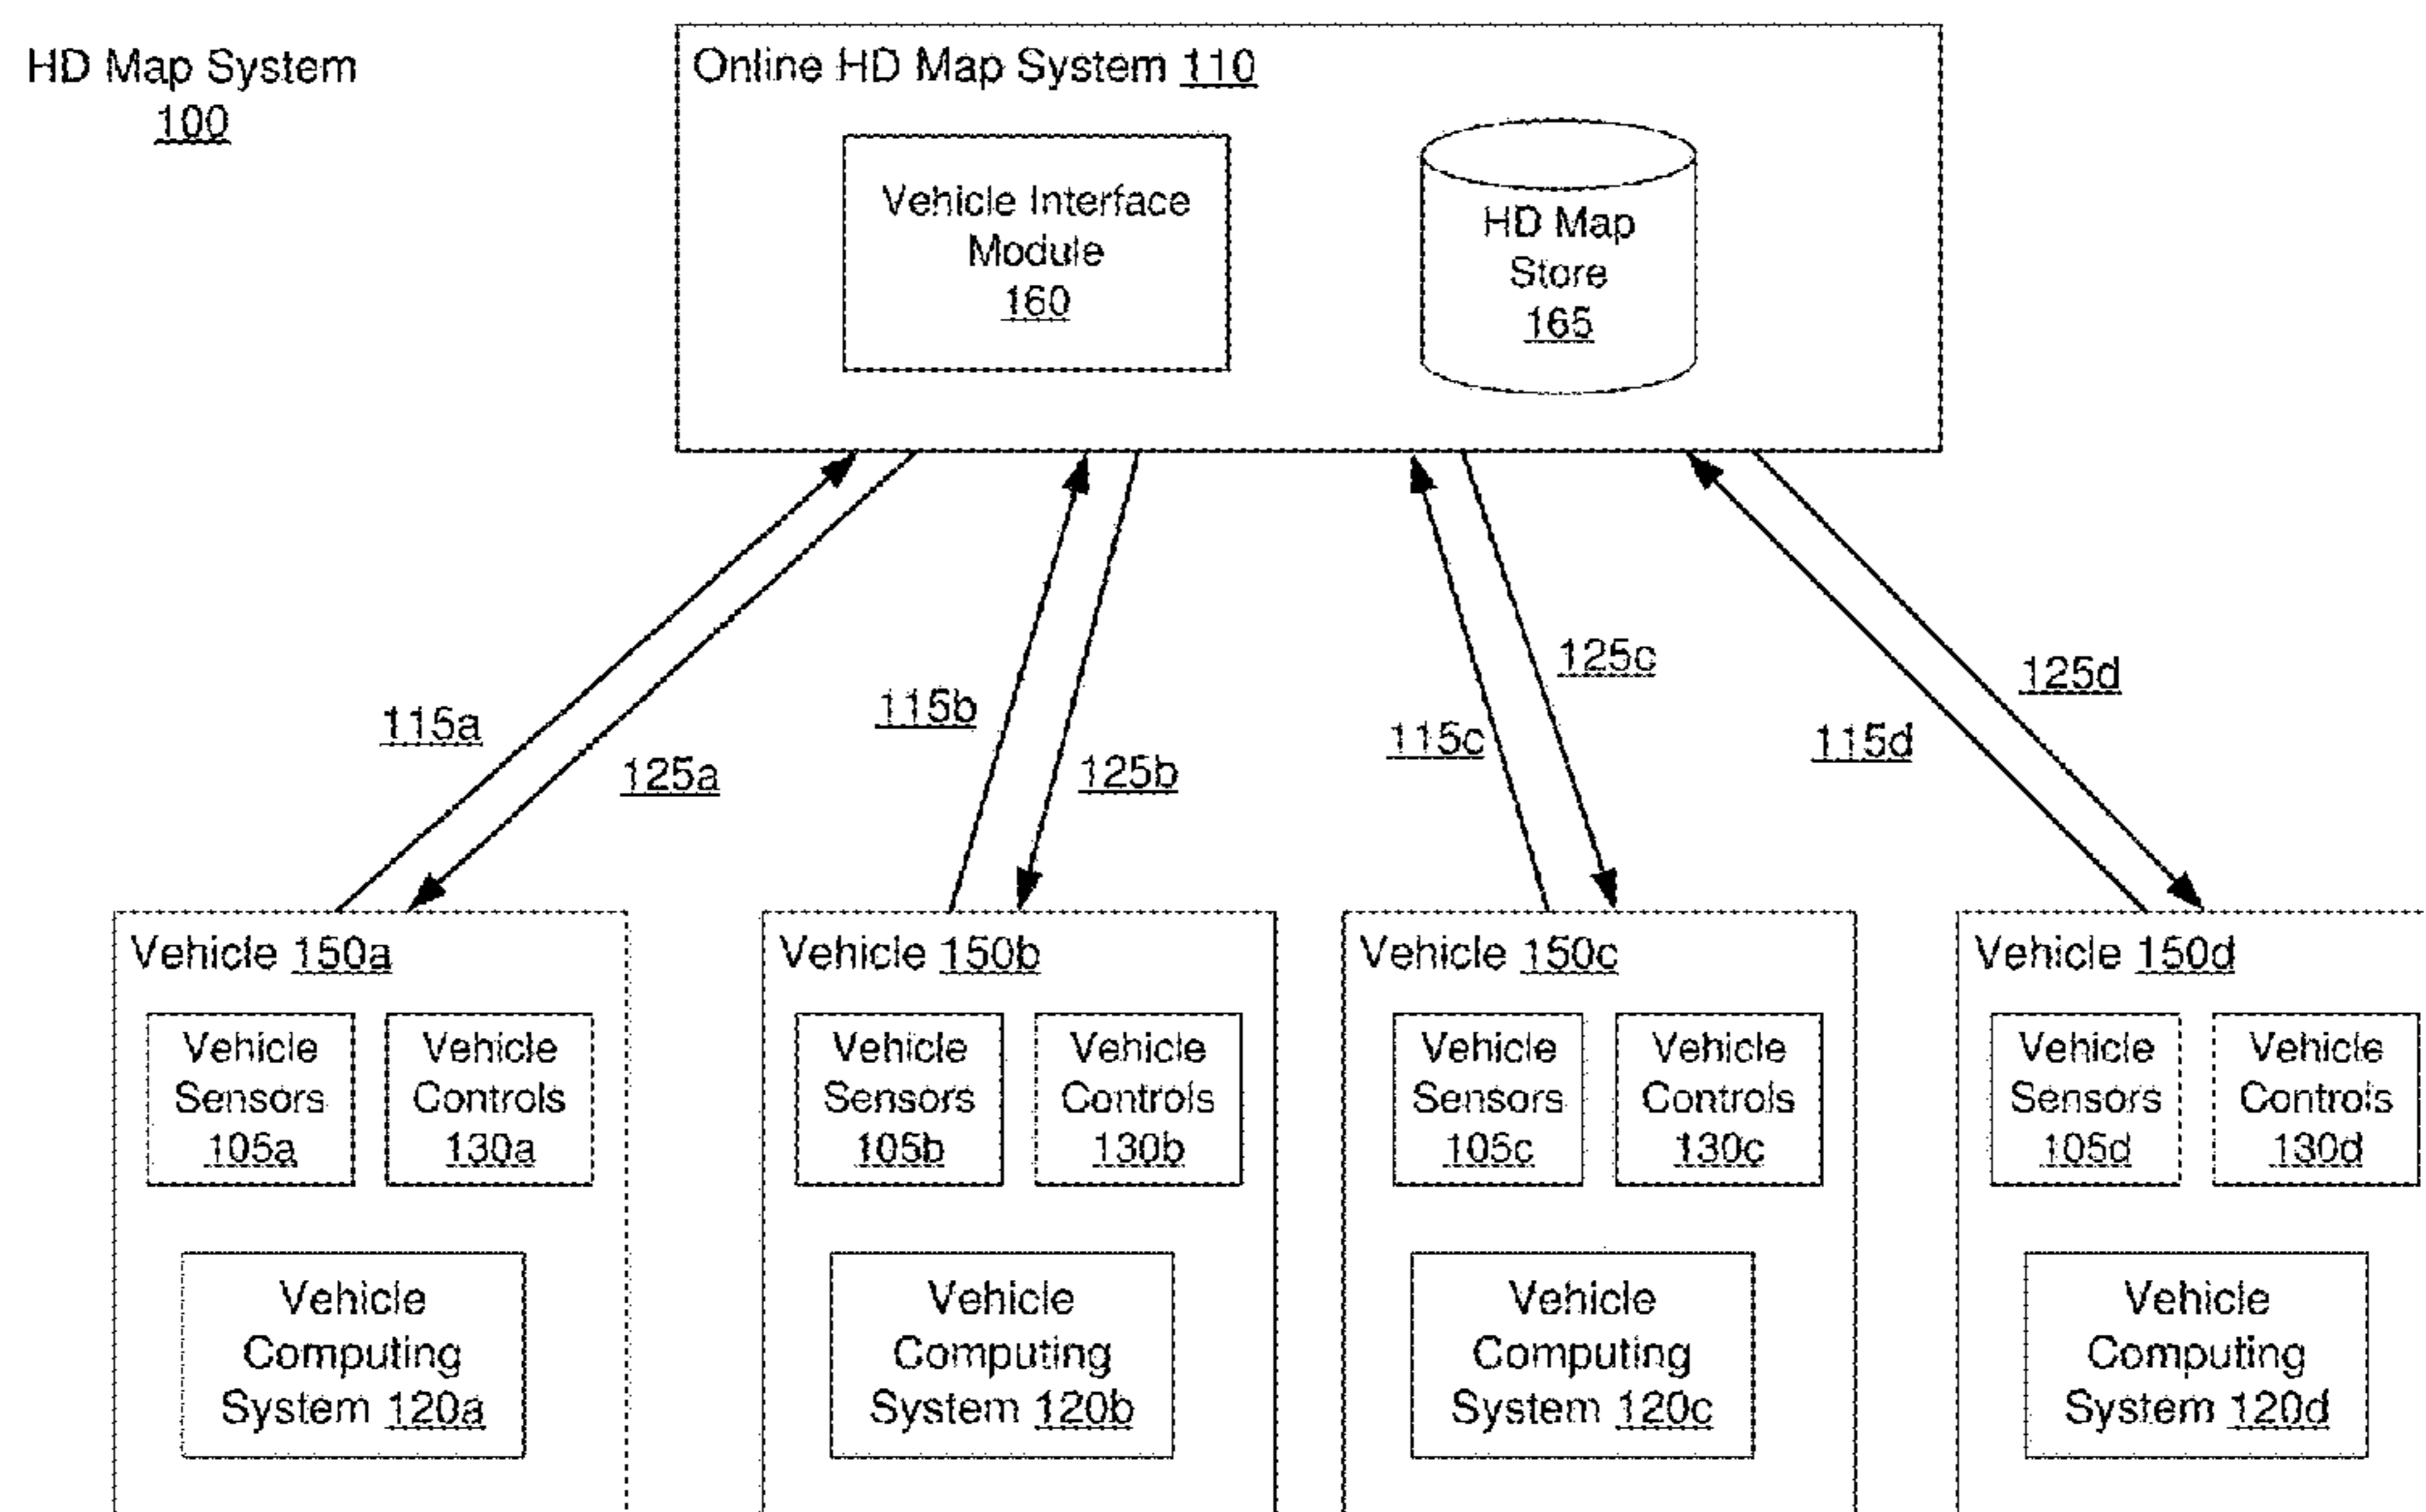 HD Map System
100
Online HD Map System 110
Vehicle Interface
Module
160
HD Map
Store
165
115a
125a
115b
125b
115c
125c
115d
125d
Vehicle 150a
Vehicle
Sensors
105a
Vehicle
Controls
130a
Vehicle
Computing
System 120a
Vehicle 150b
Vehicle
Sensors
105b
Vehicle
Controls
130b
Vehicle
Computing
System 120b
Vehicle 150c
Vehicle
Sensors
105c
Vehicle
Controls
130c
Vehicle
Computing
System 120c
Vehicle 150d
Vehicle
Sensors
105d
Vehicle
Controls
130d
Vehicle
Computing
System 120d